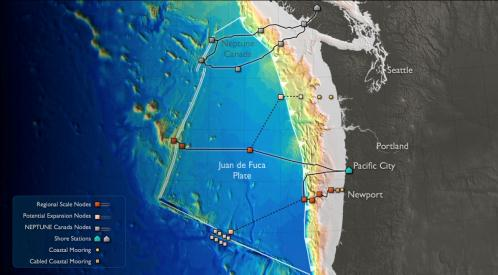 Neptune
Canada
Seattle
Portland
Juan de Fuca
Plate
Pacific City
Newport
Regional Scale Nodes
Potential Expansion Nodes
NEPTUNE Canada Nodes
Shore Stations
Coastal Mooring
Cabled Coastal Mooring